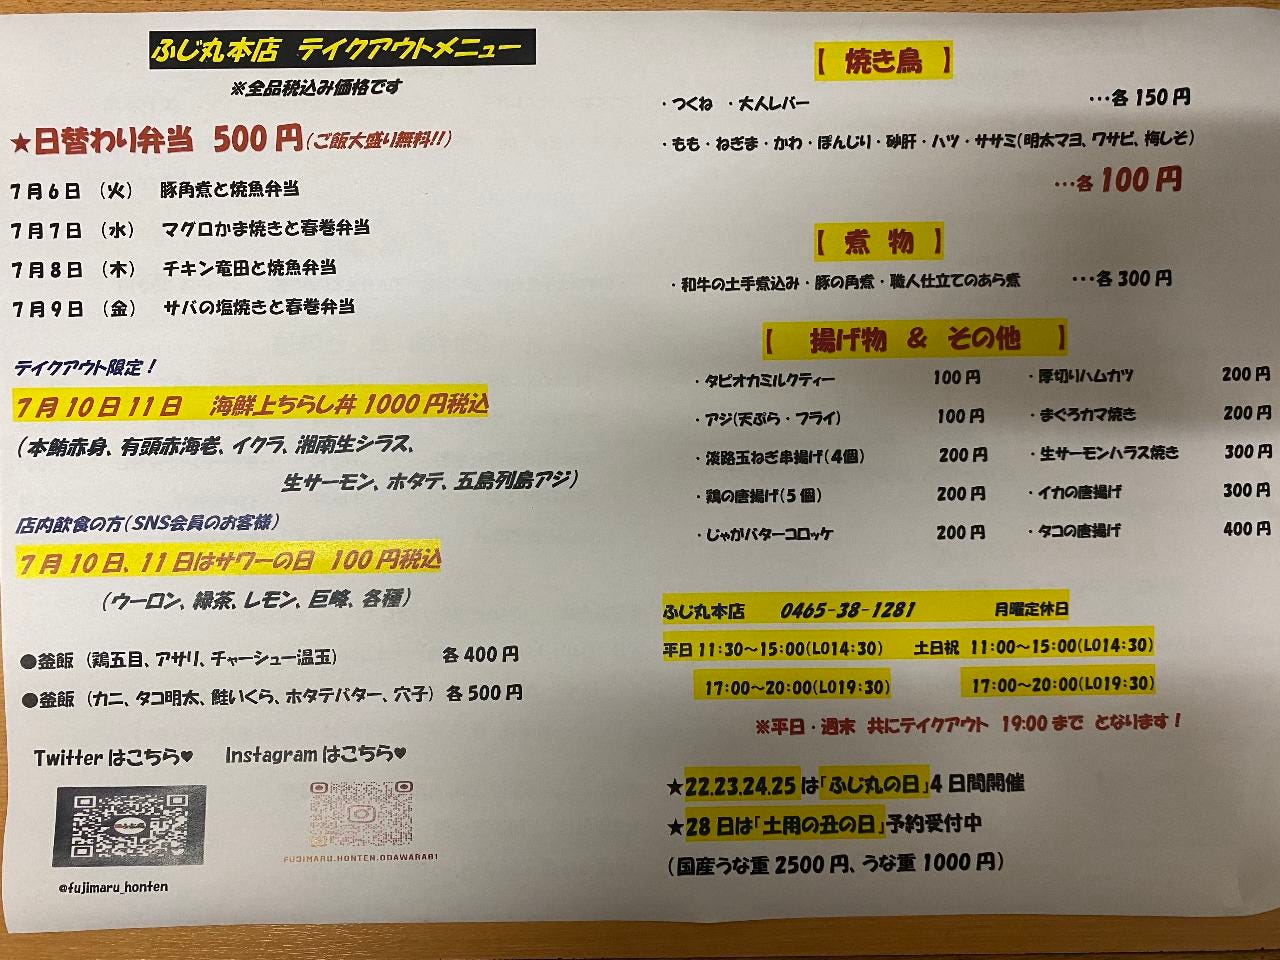 ふじ丸本店 テイクアウトメニュー
※全品税込み価格です
★日替わり弁当 500円(ご飯大盛り無料!!)
7月6日 (火) 豚角煮と焼魚弁当
7月7日 (水) マグロかま焼きと春巻弁当
7月8日 (木) チキン竜田と焼魚弁当
7月9日 (金) サバの塩焼きと春巻弁当
テイクアウト限定!
7月10日11日 海鮮上ちらし丼1000円税込
(本鮪赤身、有頭赤海老、イクラ、湘南生シラス、
生サーモン、ホタテ、五島列島アジ)
店内飲食の方(SNS会員のお客様)
7月10日、11日はサワーの日 100円税込
(ウーロン、緑茶、レモン、巨峰、各種)
●釜飯 (鶏五目、アサリ、チャーシュー温玉) 各400円
●釜飯 (カニ、タコ明太、鮭いくら、ホタテバター、穴子) 各500円
Twitterはこちら♥ Instagramはこちら♥
FUJIMARU.HONTEN.ODAWARA81
@fujimaru_honten
【 焼き鳥 】
・つくね ・大人レバー …各150円
・もも・ねぎま・かわ・ぼんじり・砂肝・ハツ・ササミ(明太マヨ、ワサビ、梅しそ)
…各100円
【 煮 物 】
・和牛の土手煮込み・豚の角煮・職人仕立てのあら煮 …各300円
【 揚げ物 & その他 】
・タピオカミルクティー 100円 ・厚切りハムカツ 200円
・アジ(天ぷら・フライ) 100円 ・まぐろカマ焼き 200円
・淡路玉ねぎ串揚げ(4個) 200円 ・生サーモンハラス焼き 300円
・鶏の唐揚げ(5個) 200円 ・イカの唐揚げ 300円
・じゃがバターコロッケ 200円 ・タコの唐揚げ 400円
ふじ丸本店 0465-38-1281 月曜定休日
平日11:30~15:00(LO14:30) 土日祝 11:00~15:00(LO14:30)
17:00~20:00(LO19:30) 17:00~20:00(LO19:30)
※平日・週末 共にテイクアウト 19:00まで となります!
★22.23.24.25は「ふじ丸の日」4日間開催
★28日は「土用の丑の日」予約受付中
(国産うな重2500円、うな重1000円)